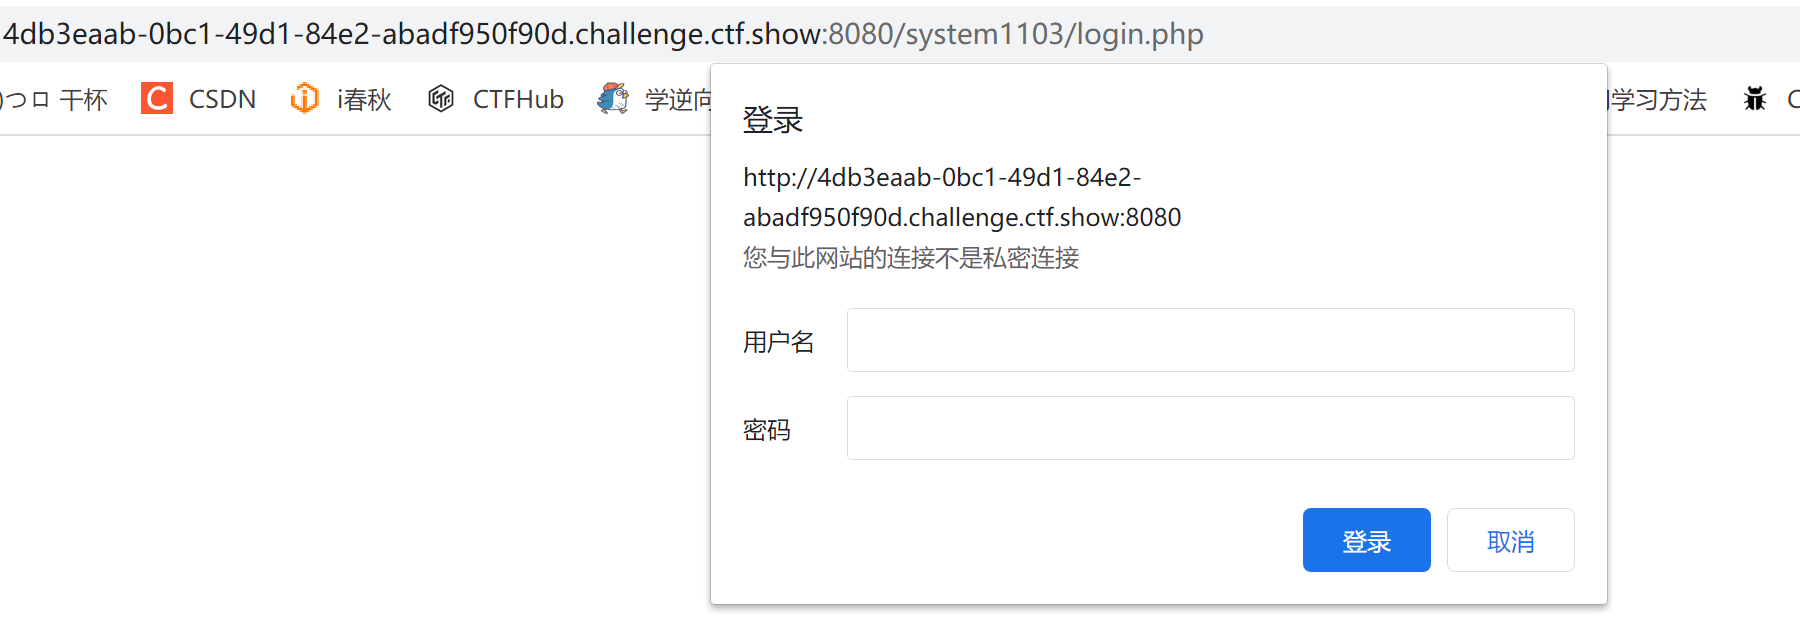 4db3eaab-0bc1-49d1-84e2-abadf950f90d.challenge.ctf.show:8080/system1103/login.php
)つロ 干杯 CSDN i春秋 CTFHub 学逆向 学习方法 C
登录
http://4db3eaab-0bc1-49d1-84e2-
abadf950f90d.challenge.ctf.show:8080
您与此网站的连接不是私密连接
用户名
密码
登录 取消